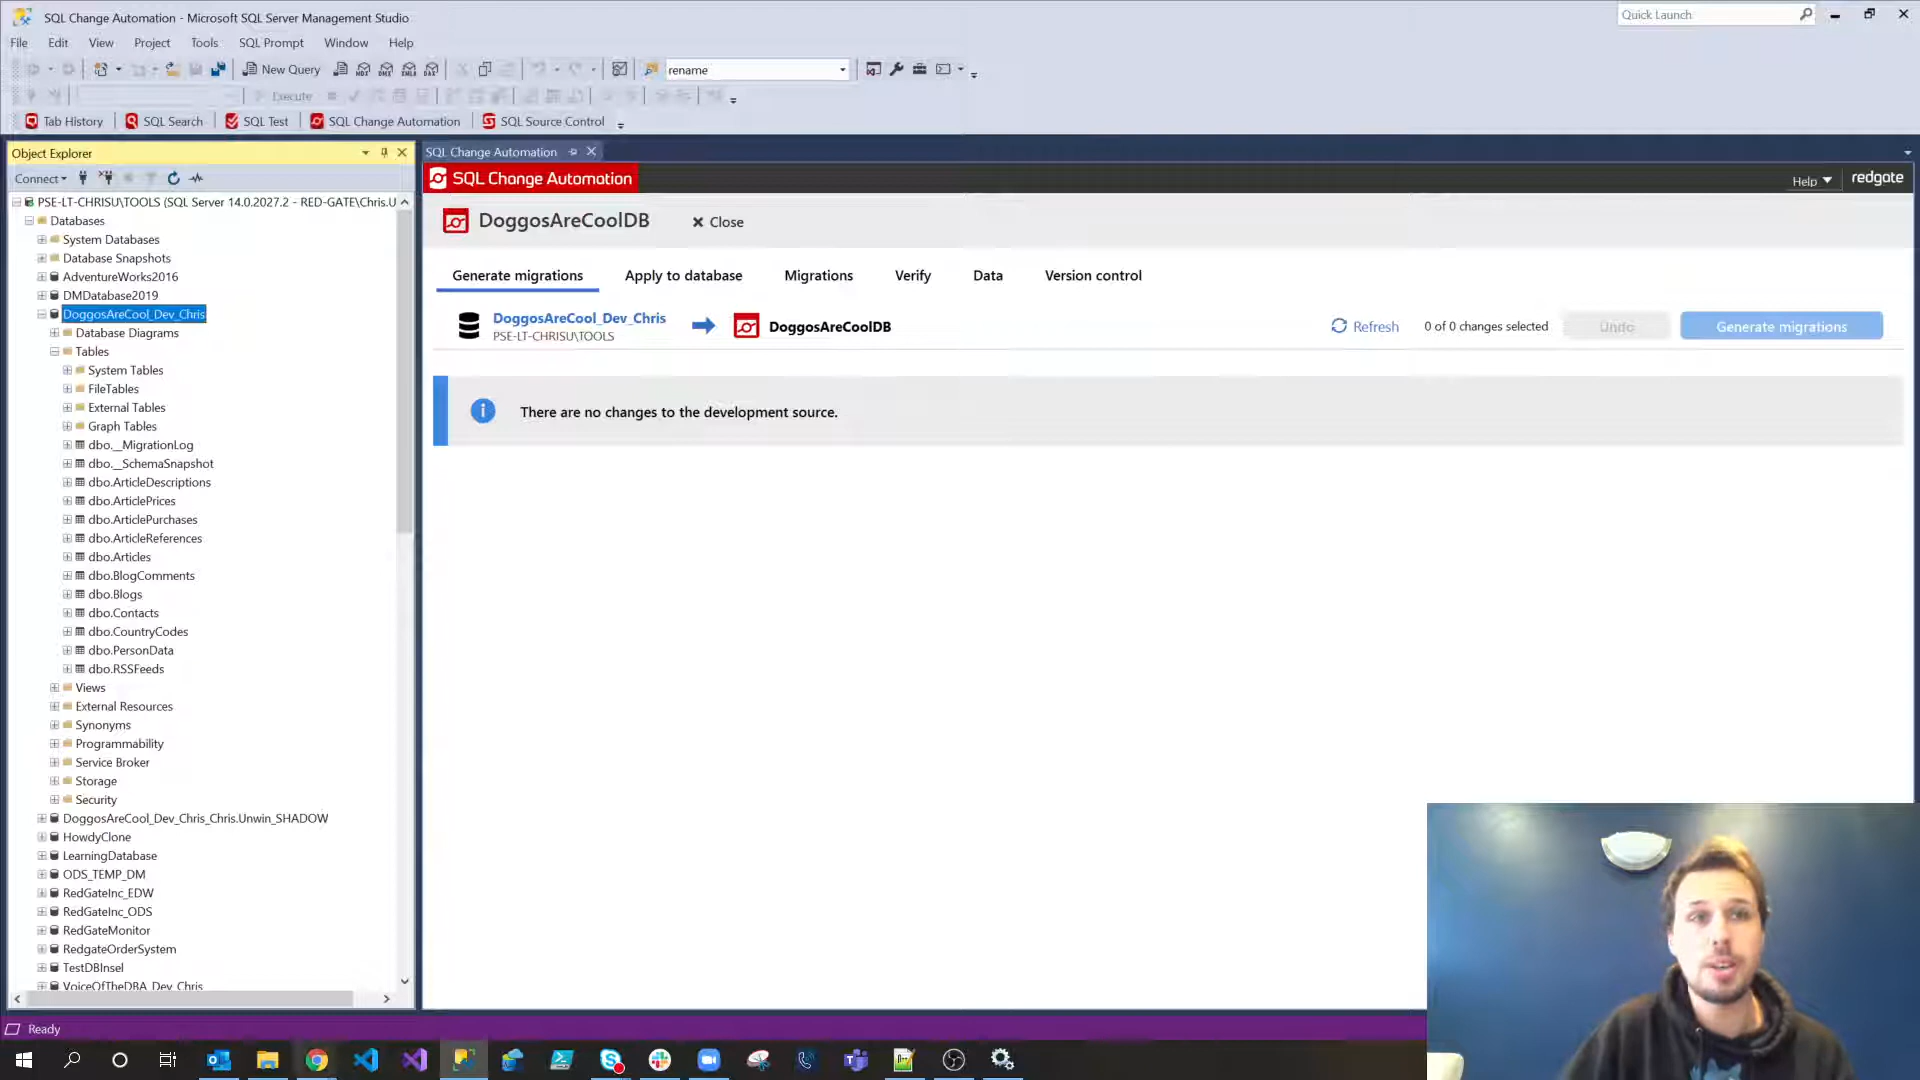 SQL Change Automation - Microsoft SQL Server Management Studio
Quick Launch
File Edit View Project Tools SQL Prompt Window Help
New Query
rename
Execute
Tab History SQL Search SQL Test SQL Change Automation SQL Source Control
Object Explorer
Connect
PSE-LT-CHRISU\TOOLS (SQL Server 14.0.2027.2 - RED-GATE\Chris.U
Databases
System Databases
Database Snapshots
AdventureWorks2016
DMDatabase2019
DoggosAreCool_Dev_Chris
Database Diagrams
Tables
System Tables
FileTables
External Tables
Graph Tables
dbo.__MigrationLog
dbo.__SchemaSnapshot
dbo.ArticleDescriptions
dbo.ArticlePrices
dbo.ArticlePurchases
dbo.ArticleReferences
dbo.Articles
dbo.BlogComments
dbo.Blogs
dbo.Contacts
dbo.CountryCodes
dbo.PersonData
dbo.RSSFeeds
Views
External Resources
Synonyms
Programmability
Service Broker
Storage
Security
DoggosAreCool_Dev_Chris_Chris.Unwin_SHADOW
HowdyClone
LearningDatabase
ODS_TEMP_DM
RedGateInc_EDW
RedGateInc_ODS
RedGateMonitor
RedgateOrderSystem
TestDBInsel
VoiceOfTheDBA_Dev_Chris
SQL Change Automation
SQL Change Automation
Help
redgate
DoggosAreCoolDB
Close
Generate migrations Apply to database Migrations Verify Data Version control
DoggosAreCool_Dev_Chris
PSE-LT-CHRISU\TOOLS
DoggosAreCoolDB
Refresh
0 of 0 changes selected
Undo
Generate migrations
There are no changes to the development source.
Ready